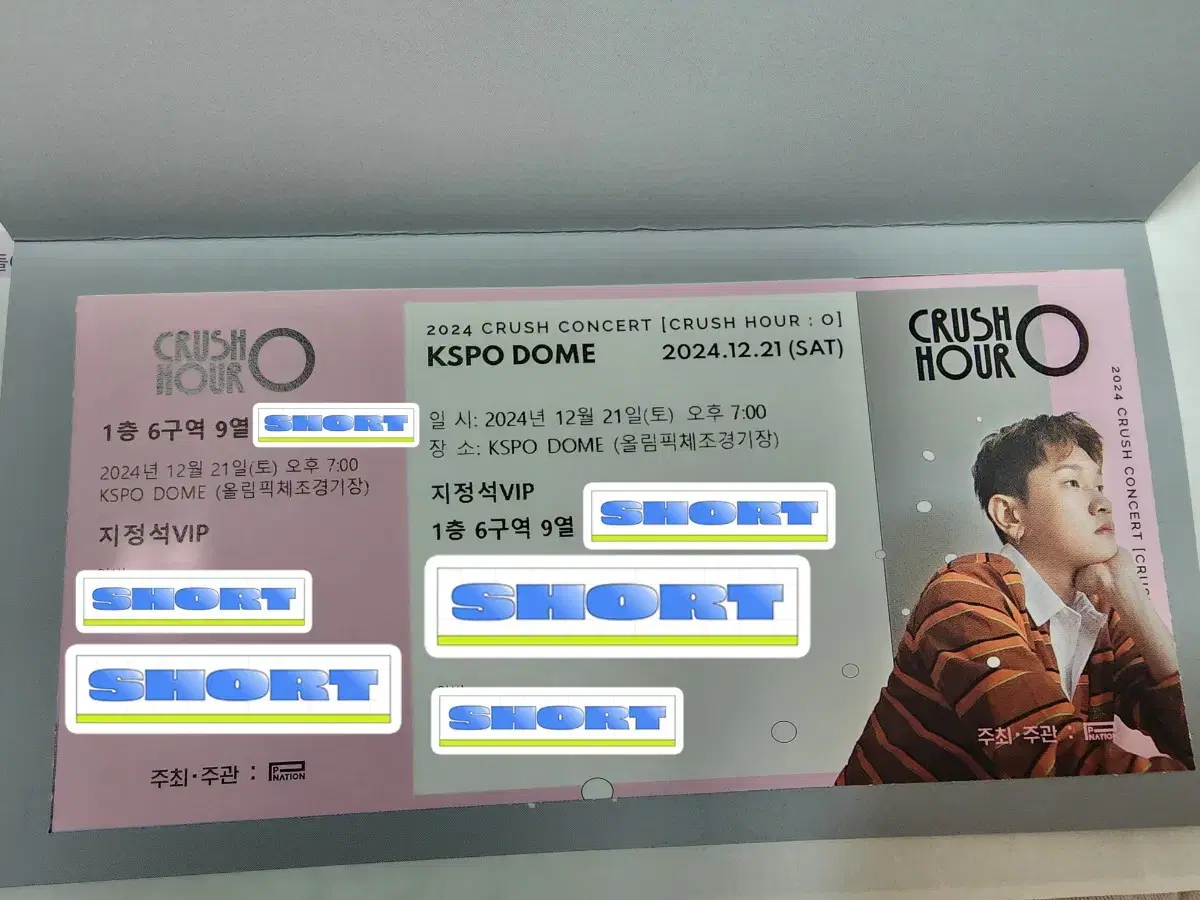 CRUSH
HOUR O
1층 6구역 9열 SHORT
2024년 12월 21일(토) 오후 7:00
KSPO DOME (올림픽체조경기장)
지정석VIP
SHORT
SHORT
주최·주관 : P NATION
2024 CRUSH CONCERT [CRUSH HOUR : O]
KSPO DOME 2024.12.21 (SAT)
일 시: 2024년 12월 21일(토) 오후 7:00
장 소: KSPO DOME (올림픽체조경기장)
지정석VIP
1층 6구역 9열 SHORT
SHORT
SHORT
CRUSH
HOUR O
2024 CRUSH CONCERT [CRUSH
주최·주관 : P NATION